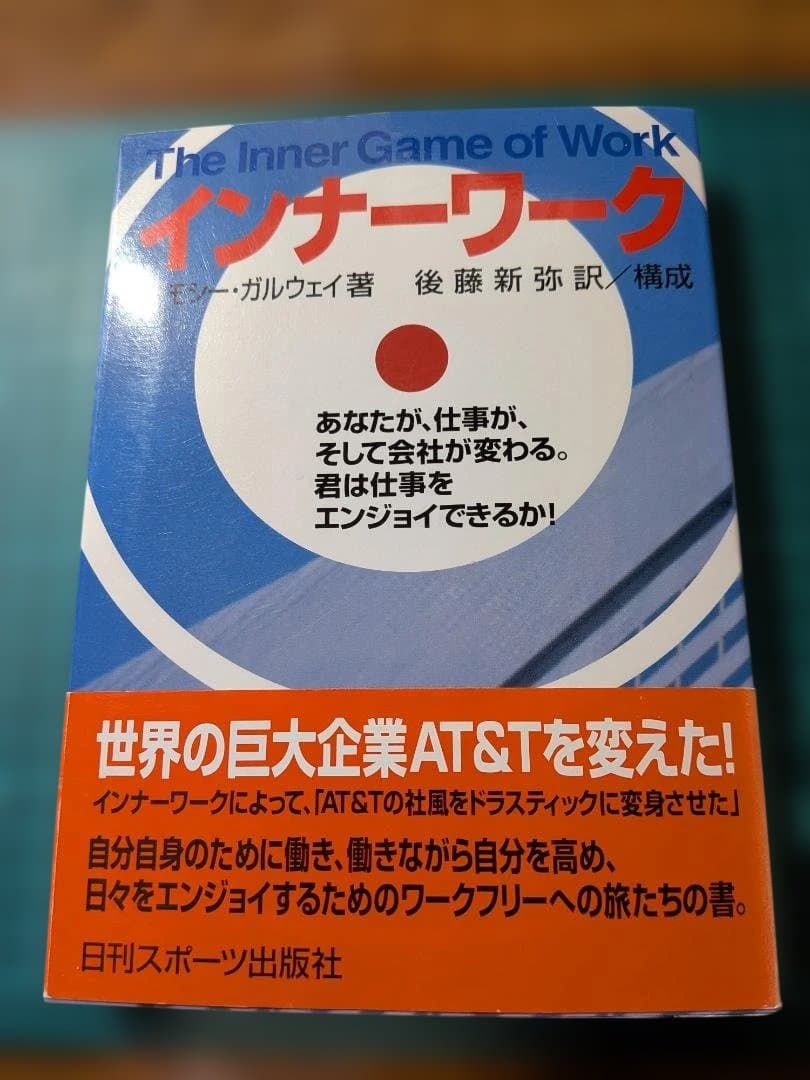 The Inner Game of Work
インナーワーク
モシー・ガルウェイ著 後藤新弥訳／構成
あなたが、仕事が、
そして会社が変わる。
君は仕事を
エンジョイできるか!
世界の巨大企業AT&Tを変えた!
インナーワークによって、「AT&Tの社風をドラスティックに変身させた」
自分自身のために働き、働きながら自分を高め、
日々をエンジョイするためのワークフリーへの旅たちの書。
日刊スポーツ出版社